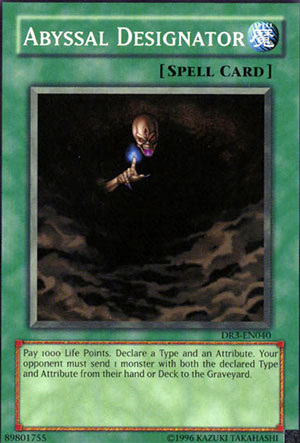 ABYSSAL DESIGNATOR 魔
[SPELL CARD]
DR3-EN040
Pay 1000 Life Points. Declare a Type and an Attribute. Your
opponent must send 1 monster with both the declared Type
and Attribute from their hand or Deck to the Graveyard.
89801755
©1996 KAZUKI TAKAHASHI